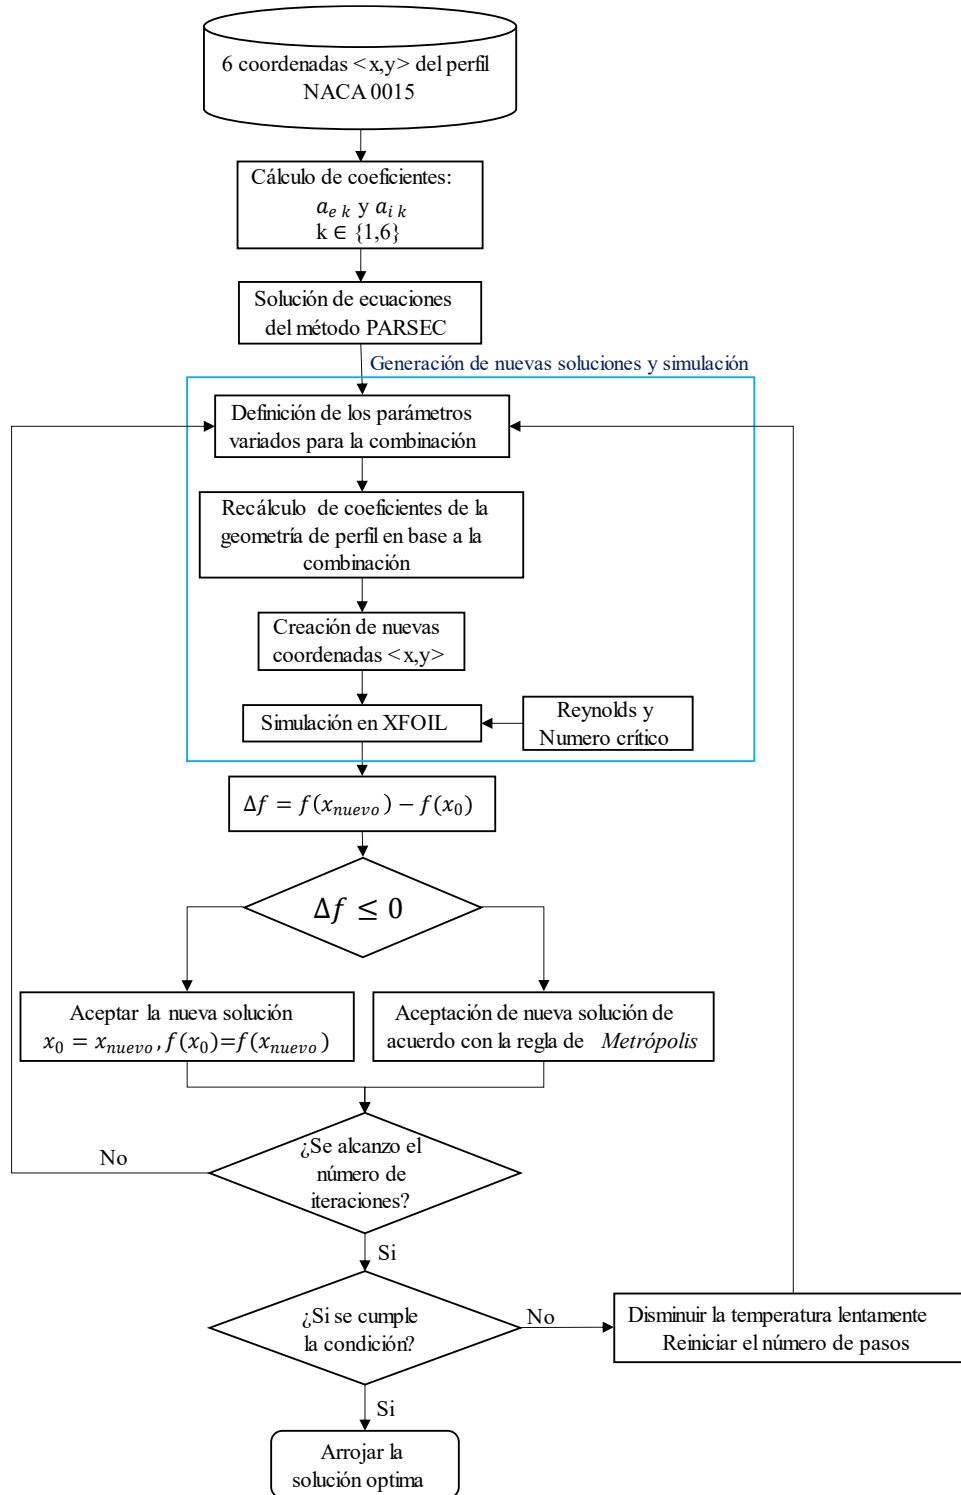 6 coordenadas <x,y> del perfil
NACA 0015
Cálculo de coeficientes:
a_{e k} y a_{i k}
k ∈ {1,6}
Solución de ecuaciones
del método PARSEC
Generación de nuevas soluciones y simulación
Definición de los parámetros
variados para la combinación
Recálculo de coeficientes de la
geometría de perfil en base a la
combinación
Creación de nuevas
coordenadas <x,y>
Simulación en XFOIL
Reynolds y
Numero crítico
Δf = f(x_{nuevo}) − f(x_0)
Δf ≤ 0
Aceptar la nueva solución
x_0 = x_{nuevo}, f(x_0)=f(x_{nuevo})
Aceptación de nueva solución de
acuerdo con la regla de Metrópolis
No
¿Se alcanzo el
número de
iteraciones?
Si
¿Si se cumple
la condición?
No
Disminuir la temperatura lentamente
Reiniciar el número de pasos
Si
Arrojar la
solución optima